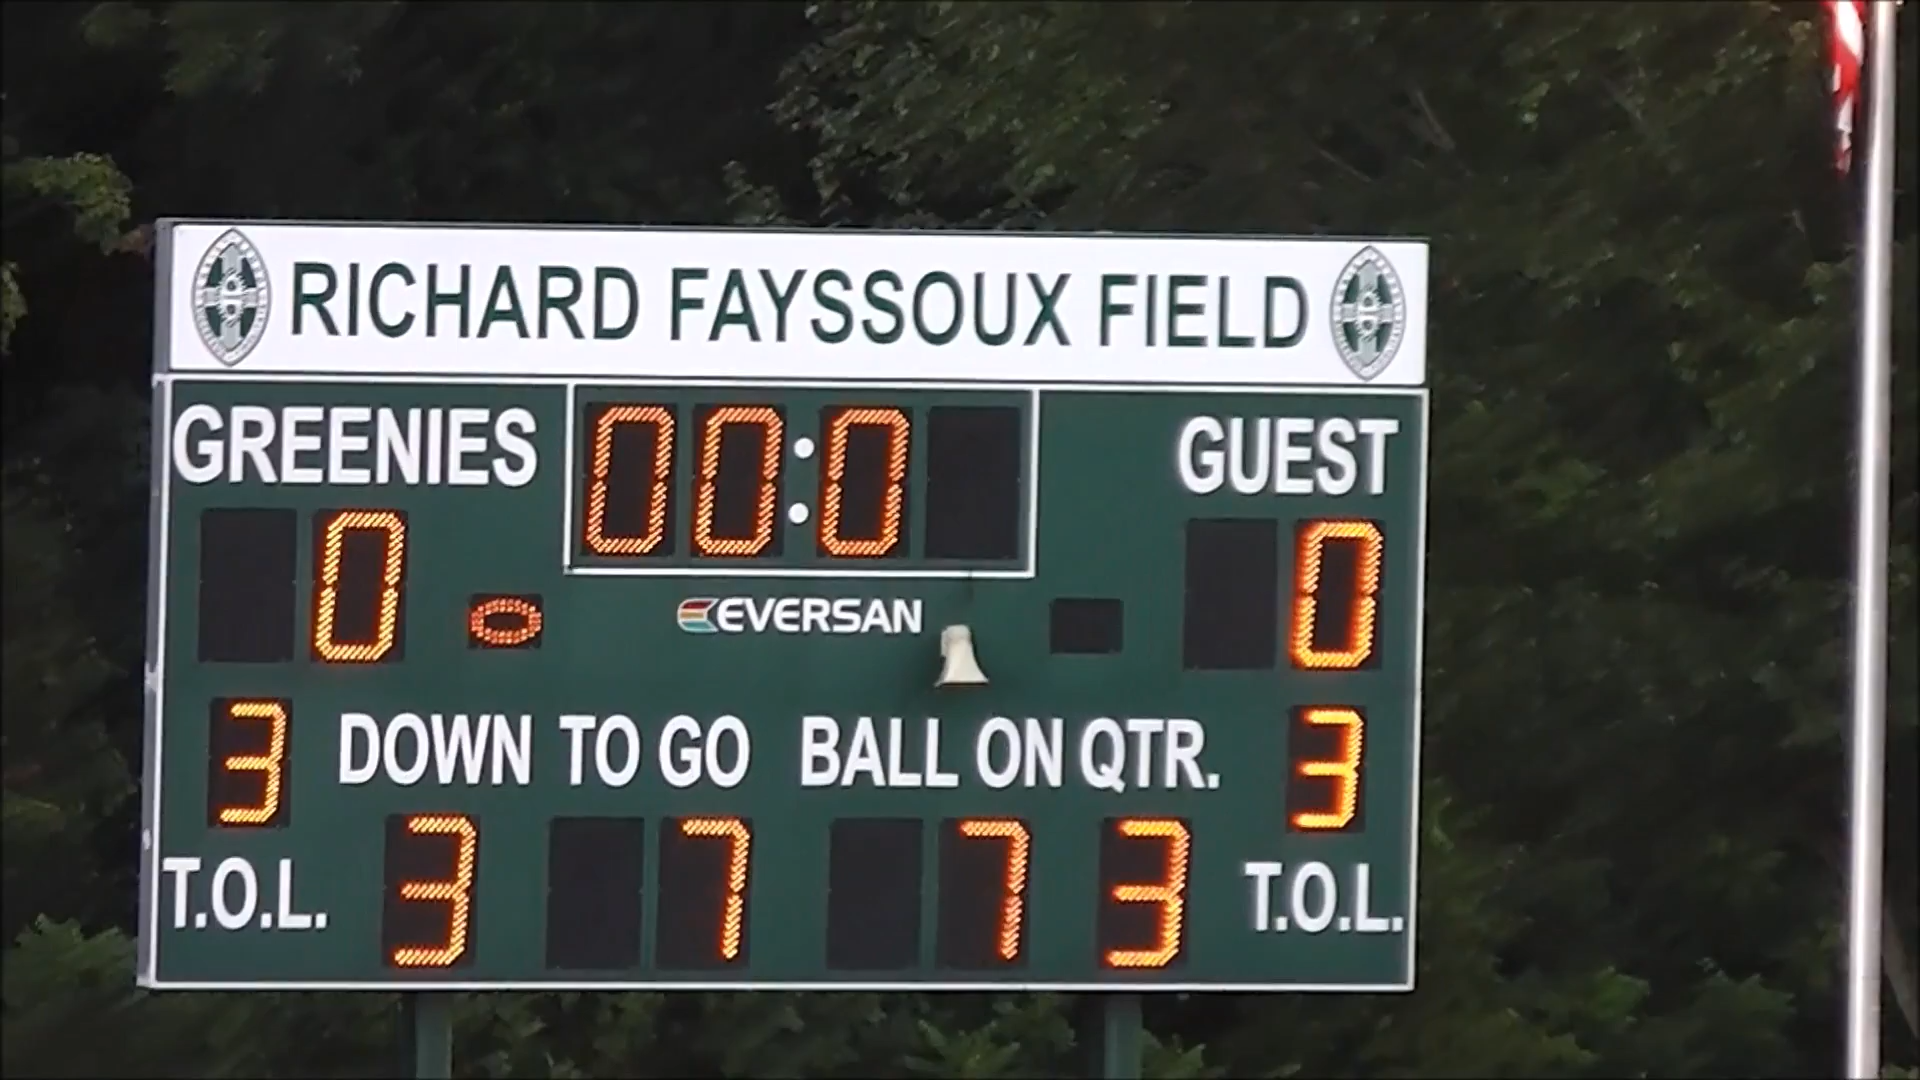 RICHARD FAYSSOUX FIELD
GREENIES 00:0 GUEST
0 EVERSAN 0
3 DOWN TO GO BALL ON QTR. 3
T.O.L. 3 7 7 3 T.O.L.